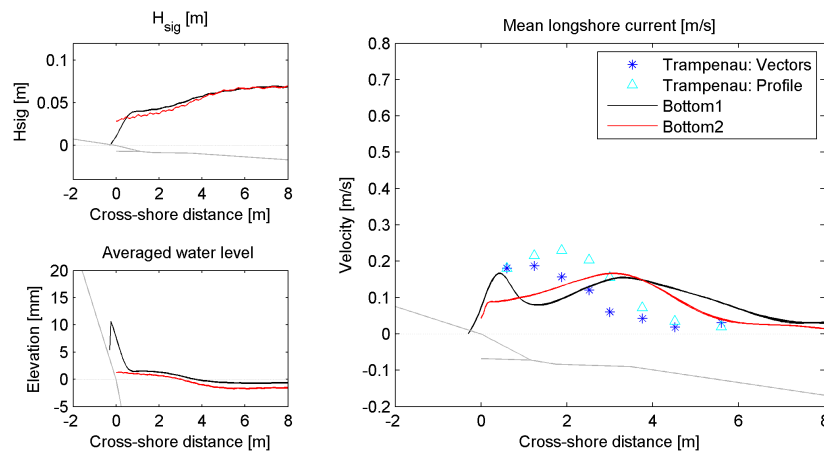 H_sig [m]
Hsig [m]
0.1
0.05
0
-2 0 2 4 6 8
Cross-shore distance [m]
Averaged water level
Elevation [mm]
20
15
10
5
0
-5
-2 0 2 4 6 8
Cross-shore distance [m]
Mean longshore current [m/s]
Velocity [m/s]
0.8
0.7
0.6
0.5
0.4
0.3
0.2
0.1
0
-0.1
-0.2
-2 0 2 4 6 8
Cross-shore distance [m]
Trampenau: Vectors
Trampenau: Profile
Bottom1
Bottom2